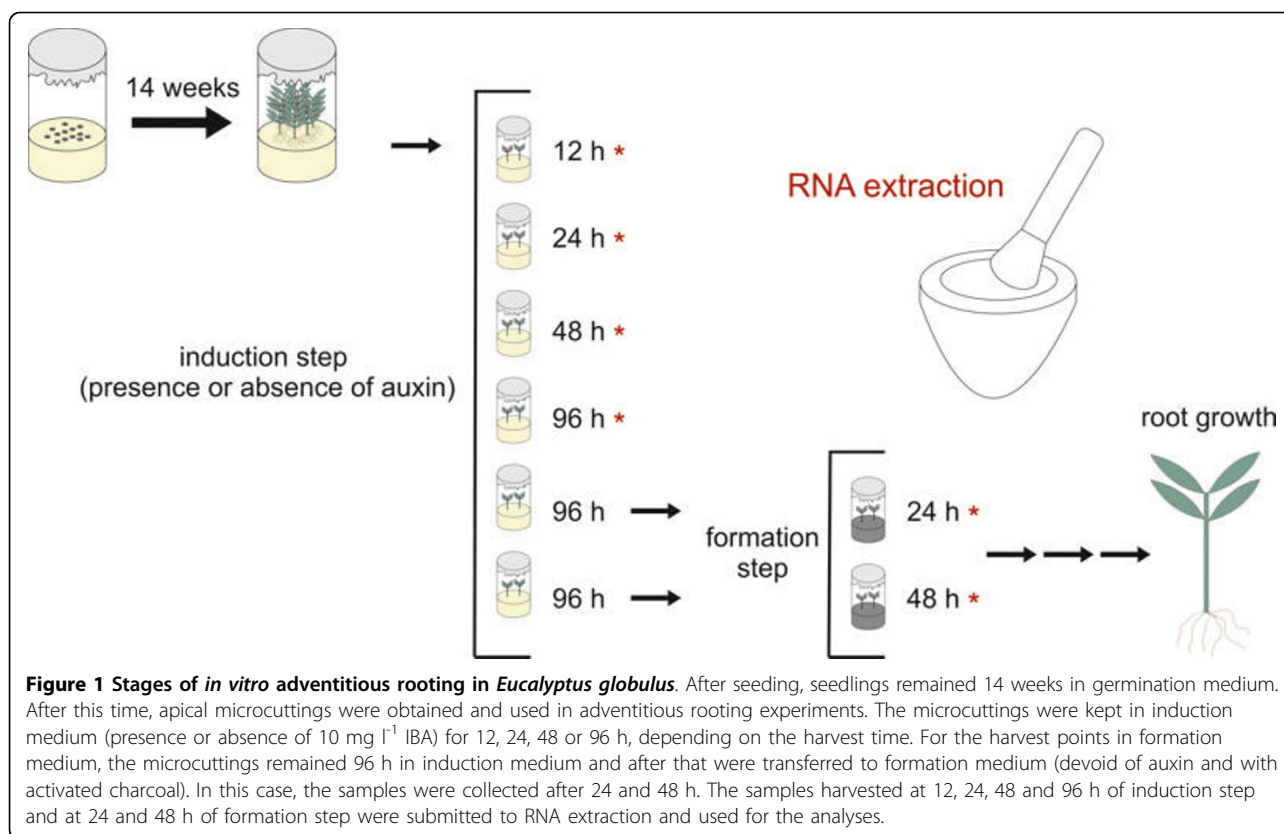 14 weeks
12 h *
24 h *
48 h *
96 h *
96 h
96 h
induction step
(presence or absence of auxin)
RNA extraction
formation
step
24 h *
48 h *
root growth
Figure 1 Stages of in vitro adventitious rooting in Eucalyptus globulus. After seeding, seedlings remained 14 weeks in germination medium.
After this time, apical microcuttings were obtained and used in adventitious rooting experiments. The microcuttings were kept in induction
medium (presence or absence of 10 mg l⁻¹ IBA) for 12, 24, 48 or 96 h, depending on the harvest time. For the harvest points in formation
medium, the microcuttings remained 96 h in induction medium and after that were transferred to formation medium (devoid of auxin and with
activated charcoal). In this case, the samples were collected after 24 and 48 h. The samples harvested at 12, 24, 48 and 96 h of induction step
and at 24 and 48 h of formation step were submitted to RNA extraction and used for the analyses.